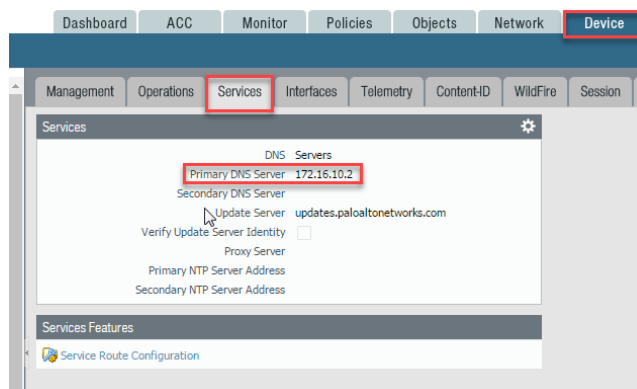 Dashboard ACC Monitor Policies Objects Network Device
Management Operations Services Interfaces Telemetry Content-ID WildFire Session
Services
DNS Servers
Primary DNS Server 172.16.10.2
Secondary DNS Server
Update Server updates.paloaltonetworks.com
Verify Update Server Identity
Proxy Server
Primary NTP Server Address
Secondary NTP Server Address
Services Features
Service Route Configuration